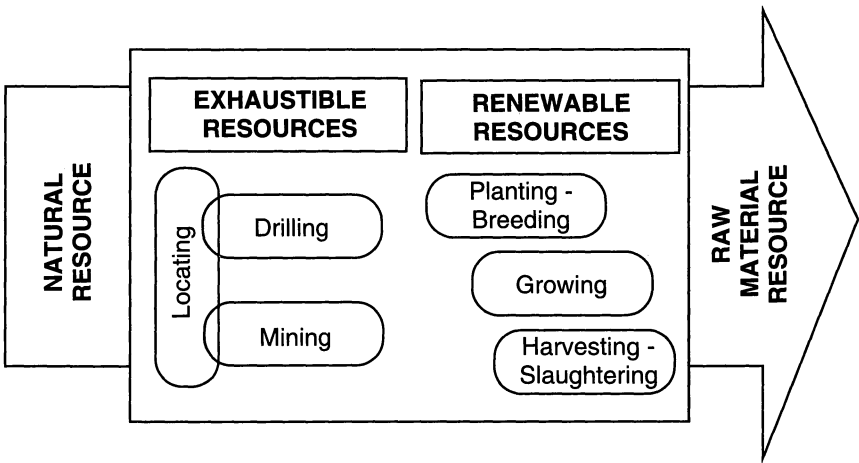 NATURAL
RESOURCE
EXHAUSTIBLE
RESOURCES
Locating
Drilling
Mining
RENEWABLE
RESOURCES
Planting -
Breeding
Growing
Harvesting -
Slaughtering
RAW
MATERIAL
RESOURCE